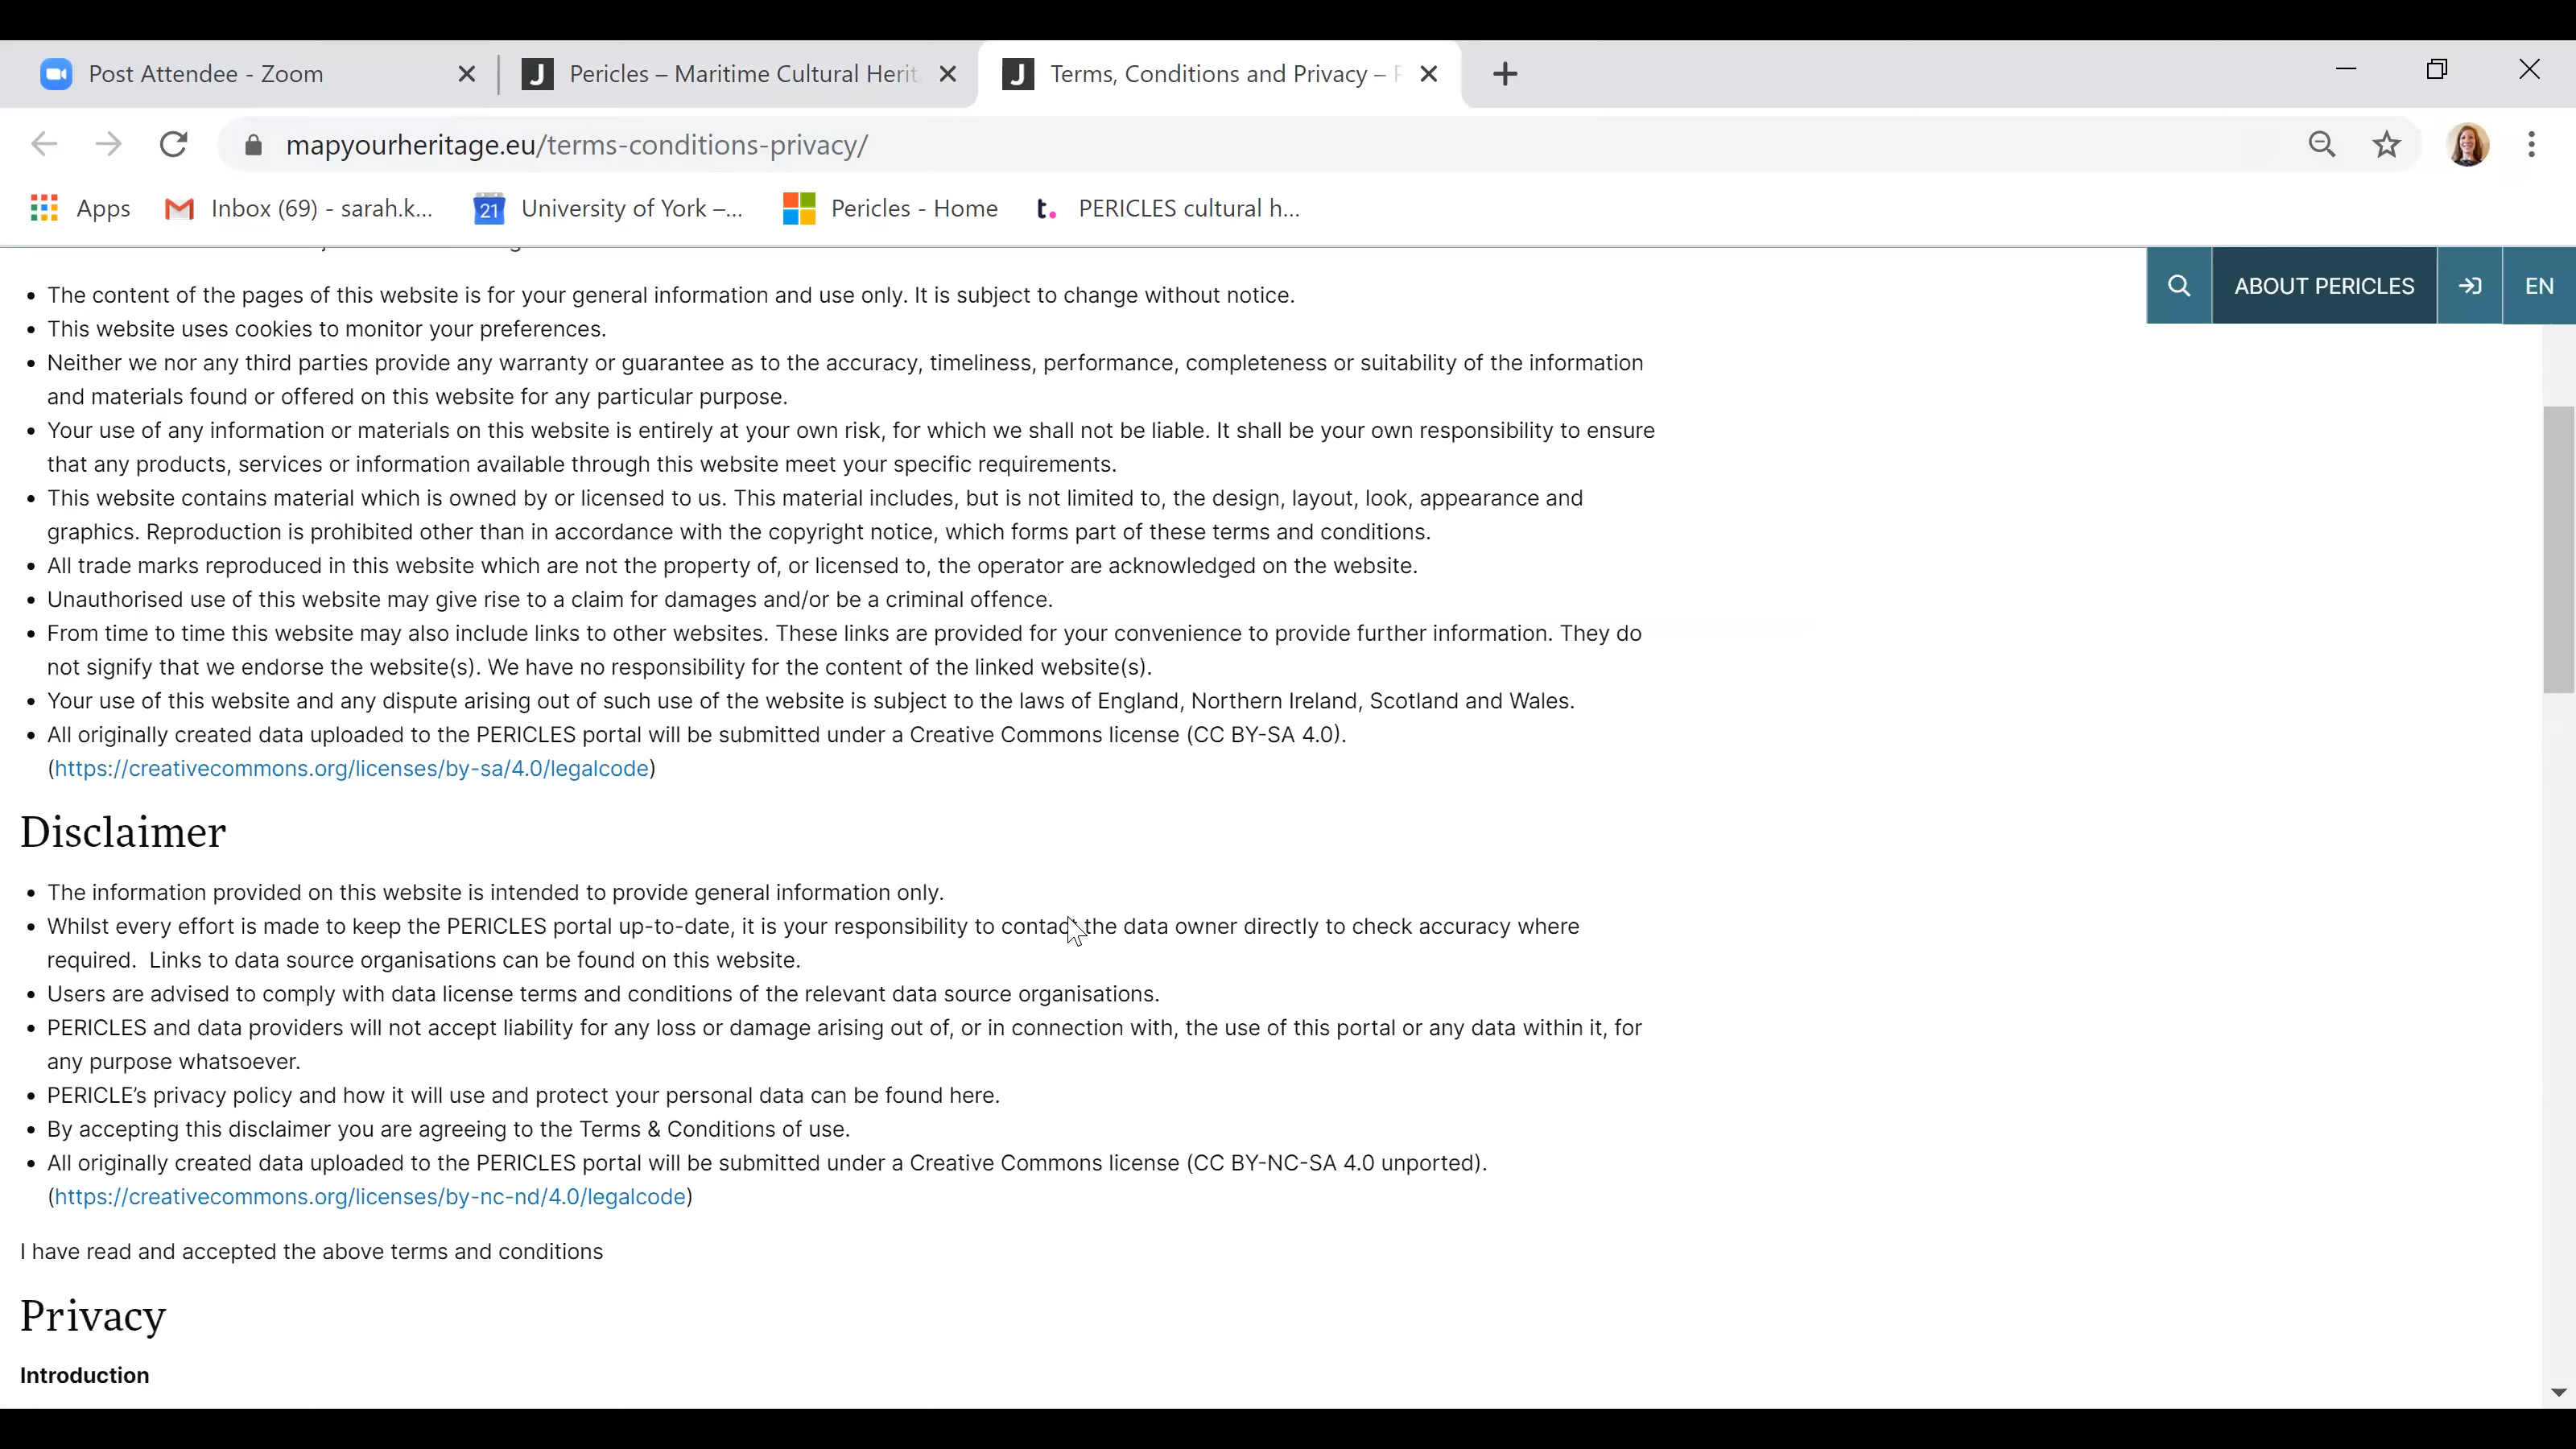 Post Attendee - Zoom
Pericles – Maritime Cultural Herit
Terms, Conditions and Privacy –
mapyourheritage.eu/terms-conditions-privacy/
Apps
Inbox (69) - sarah.k...
21
University of York –...
Pericles - Home
t.
PERICLES cultural h...
ABOUT PERICLES
EN
• The content of the pages of this website is for your general information and use only. It is subject to change without notice.
• This website uses cookies to monitor your preferences.
• Neither we nor any third parties provide any warranty or guarantee as to the accuracy, timeliness, performance, completeness or suitability of the information
and materials found or offered on this website for any particular purpose.
• Your use of any information or materials on this website is entirely at your own risk, for which we shall not be liable. It shall be your own responsibility to ensure
that any products, services or information available through this website meet your specific requirements.
• This website contains material which is owned by or licensed to us. This material includes, but is not limited to, the design, layout, look, appearance and
graphics. Reproduction is prohibited other than in accordance with the copyright notice, which forms part of these terms and conditions.
• All trade marks reproduced in this website which are not the property of, or licensed to, the operator are acknowledged on the website.
• Unauthorised use of this website may give rise to a claim for damages and/or be a criminal offence.
• From time to time this website may also include links to other websites. These links are provided for your convenience to provide further information. They do
not signify that we endorse the website(s). We have no responsibility for the content of the linked website(s).
• Your use of this website and any dispute arising out of such use of the website is subject to the laws of England, Northern Ireland, Scotland and Wales.
• All originally created data uploaded to the PERICLES portal will be submitted under a Creative Commons license (CC BY-SA 4.0).
(https://creativecommons.org/licenses/by-sa/4.0/legalcode)
Disclaimer
• The information provided on this website is intended to provide general information only.
• Whilst every effort is made to keep the PERICLES portal up-to-date, it is your responsibility to contact the data owner directly to check accuracy where
required. Links to data source organisations can be found on this website.
• Users are advised to comply with data license terms and conditions of the relevant data source organisations.
• PERICLES and data providers will not accept liability for any loss or damage arising out of, or in connection with, the use of this portal or any data within it, for
any purpose whatsoever.
• PERICLE’s privacy policy and how it will use and protect your personal data can be found here.
• By accepting this disclaimer you are agreeing to the Terms & Conditions of use.
• All originally created data uploaded to the PERICLES portal will be submitted under a Creative Commons license (CC BY-NC-SA 4.0 unported).
(https://creativecommons.org/licenses/by-nc-nd/4.0/legalcode)
I have read and accepted the above terms and conditions
Privacy
Introduction